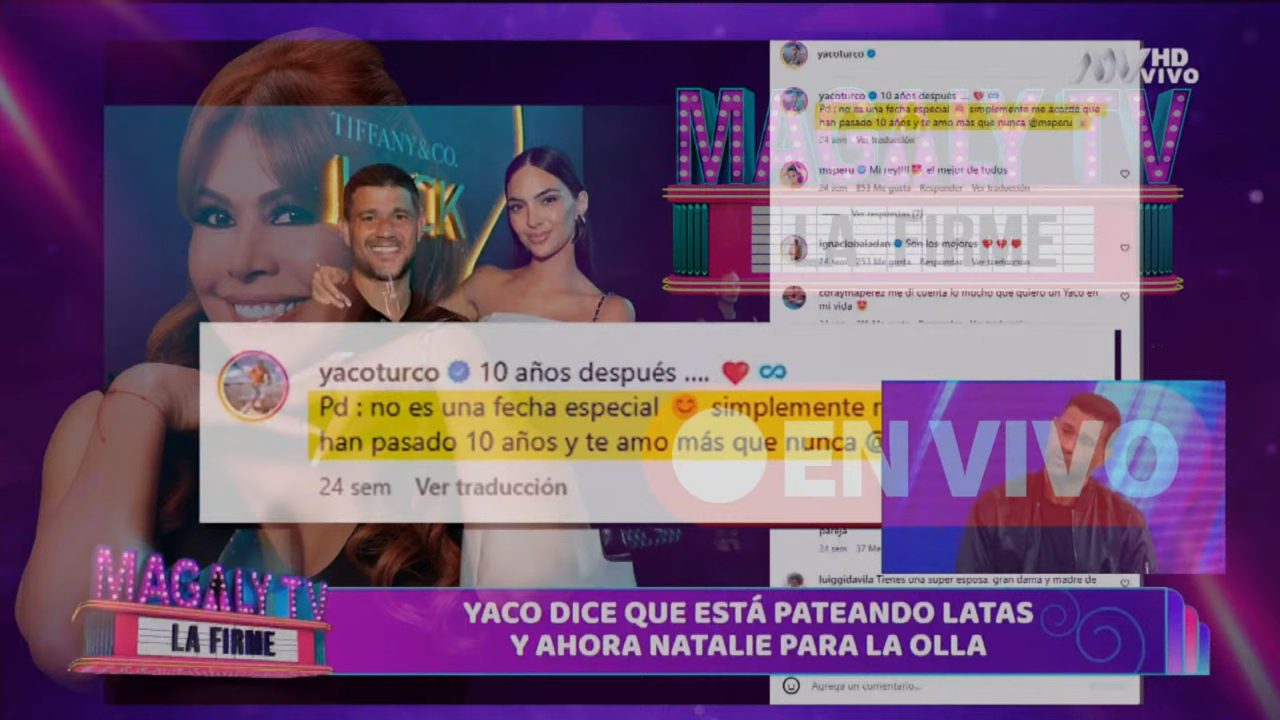 HD
VIVO
TIFFANY&CO.
MAGALY TV
LA FIRME
yacoturco
yacoturco 10 años después .... ❤️ ♾️
Pd : no es una fecha especial 😊 simplemente me acordé que
han pasado 10 años y te amo más que nunca @msperu
24 sem Ver traducción
msperu Mi rey!!!! el mejor de todos
24 sem 853 Me gusta Responder Ver traducción
Ver respuestas (7)
ignaciobaladan Son los mejores ❤️❤️❤️
24 sem 253 Me gusta Responder Ver traducción
coraymaperez me di cuenta lo mucho que quiero un Yaco en
mi vida 😍
yacoturco 10 años después .... ❤️ ♾️
Pd : no es una fecha especial 😊 simplemente
han pasado 10 años y te amo más que nunca @
24 sem Ver traducción
EN VIVO
pareja
24 sem 37 Me
luiggidavila Tienes una super esposa, gran dama y madre de
MAGALY TV
LA FIRME
YACO DICE QUE ESTÁ PATEANDO LATAS
Y AHORA NATALIE PARA LA OLLA
Agrega un comentario...